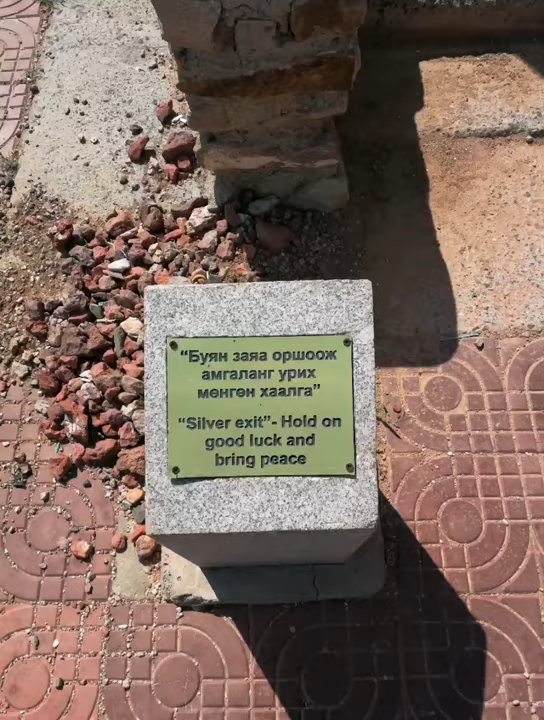 “Буян заяа оршоож
амгаланг урих
мөнгөн хаалга”
“Silver exit”- Hold on
good luck and
bring peace